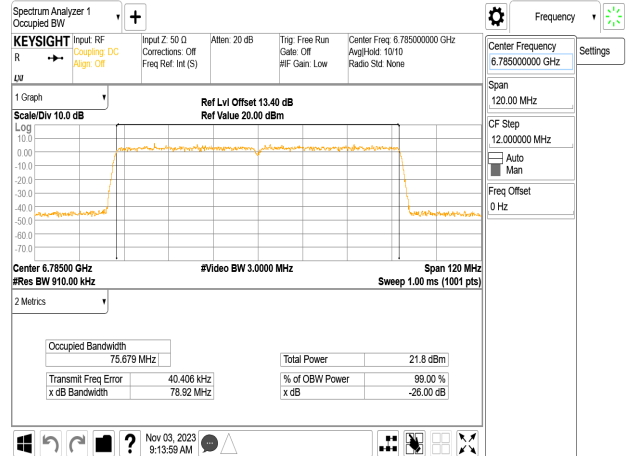 Spectrum Analyzer 1
Occupied BW
Frequency
KEYSIGHT
R
Input: RF
Coupling: DC
Align: Off
Input Z: 50 Ω
Corrections: Off
Freq Ref: Int (S)
Atten: 20 dB
Trig: Free Run
Gate: Off
#IF Gain: Low
Center Freq: 6.785000000 GHz
Avg|Hold: 10/10
Radio Std: None
1 Graph
Scale/Div 10.0 dB
Ref Lvl Offset 13.40 dB
Ref Value 20.00 dBm
Log
10.0
0.00
-10.0
-20.0
-30.0
-40.0
-50.0
-60.0
-70.0
Center 6.78500 GHz
#Video BW 3.0000 MHz
Span 120 MHz
#Res BW 910.00 kHz
Sweep 1.00 ms (1001 pts)
2 Metrics
Occupied Bandwidth
75.679 MHz
Total Power 21.8 dBm
Transmit Freq Error 40.406 kHz
% of OBW Power 99.00 %
x dB Bandwidth 78.92 MHz
x dB -26.00 dB
Nov 03, 2023
9:13:59 AM
Center Frequency
6.785000000 GHz
Settings
Span
120.00 MHz
CF Step
12.000000 MHz
Auto
Man
Freq Offset
0 Hz